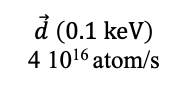 d⃗ (0.1 keV)
4 10¹⁶ atom/s